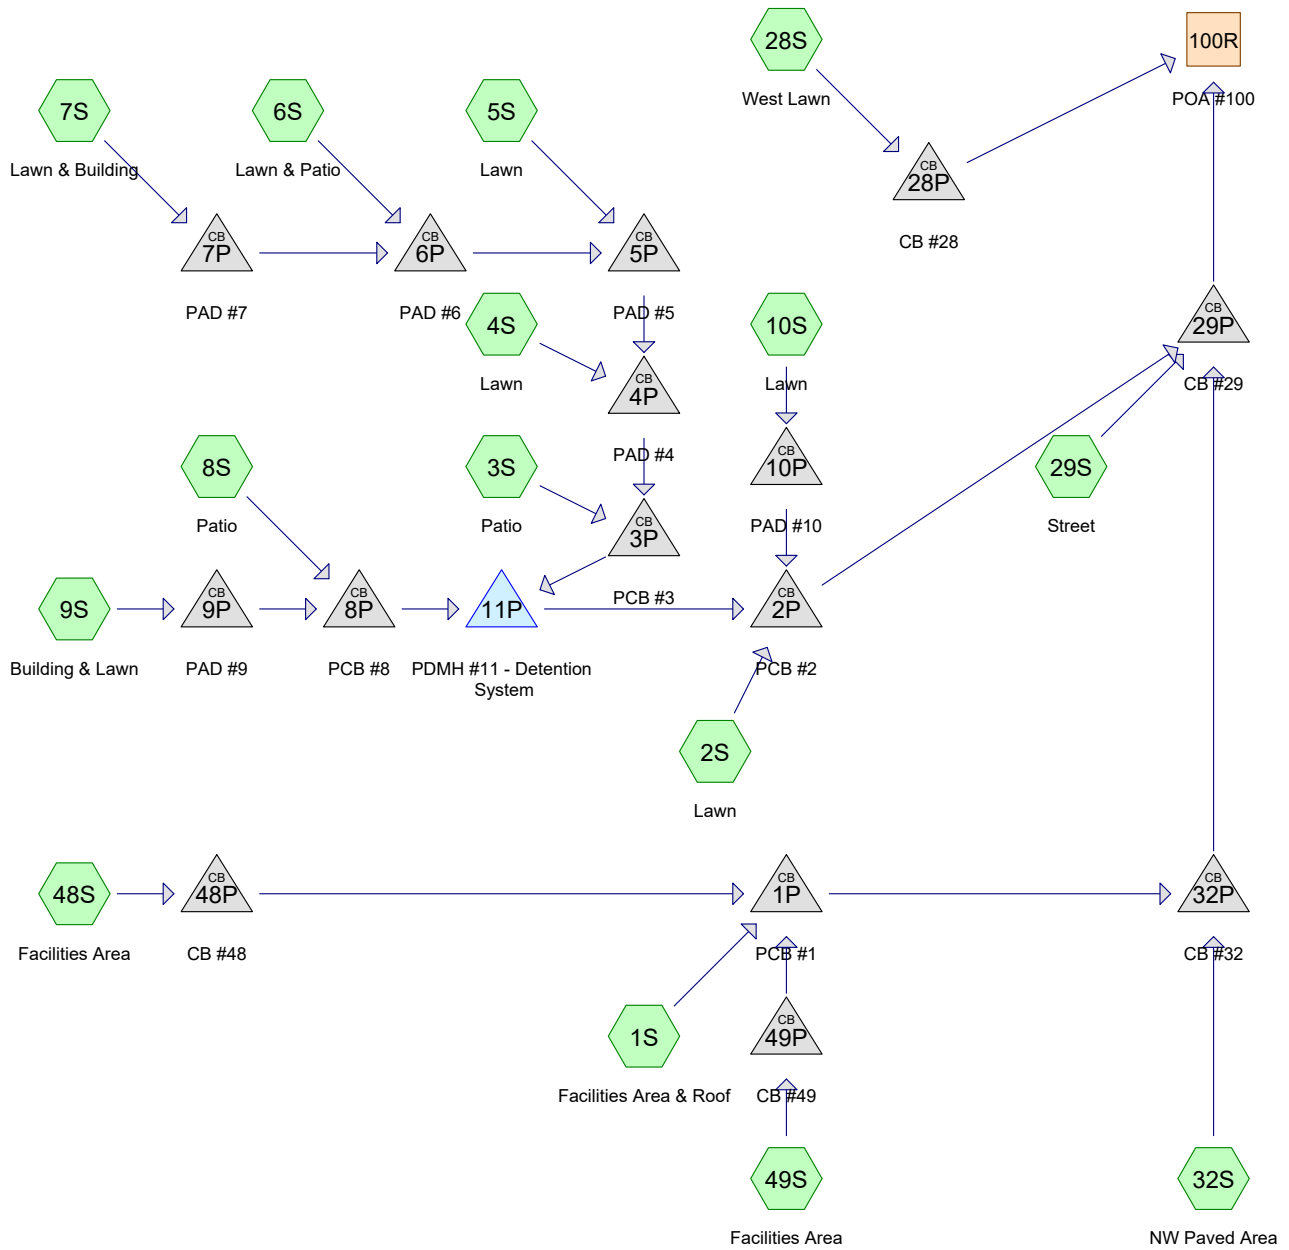 28S
West Lawn
100R
POA #100
7S
Lawn & Building
6S
Lawn & Patio
5S
Lawn
CB
28P
CB #28
CB
7P
PAD #7
CB
6P
PAD #6
CB
5P
PAD #5
4S
Lawn
10S
Lawn
CB
29P
CB #29
CB
4P
PAD #4
8S
Patio
3S
Patio
CB
10P
PAD #10
29S
Street
CB
3P
PCB #3
9S
Building & Lawn
CB
9P
PAD #9
CB
8P
PCB #8
11P
PDMH #11 - Detention
System
CB
2P
PCB #2
2S
Lawn
48S
Facilities Area
CB
48P
CB #48
CB
1P
PCB #1
CB
32P
CB #32
1S
Facilities Area & Roof
CB
49P
CB #49
49S
Facilities Area
32S
NW Paved Area